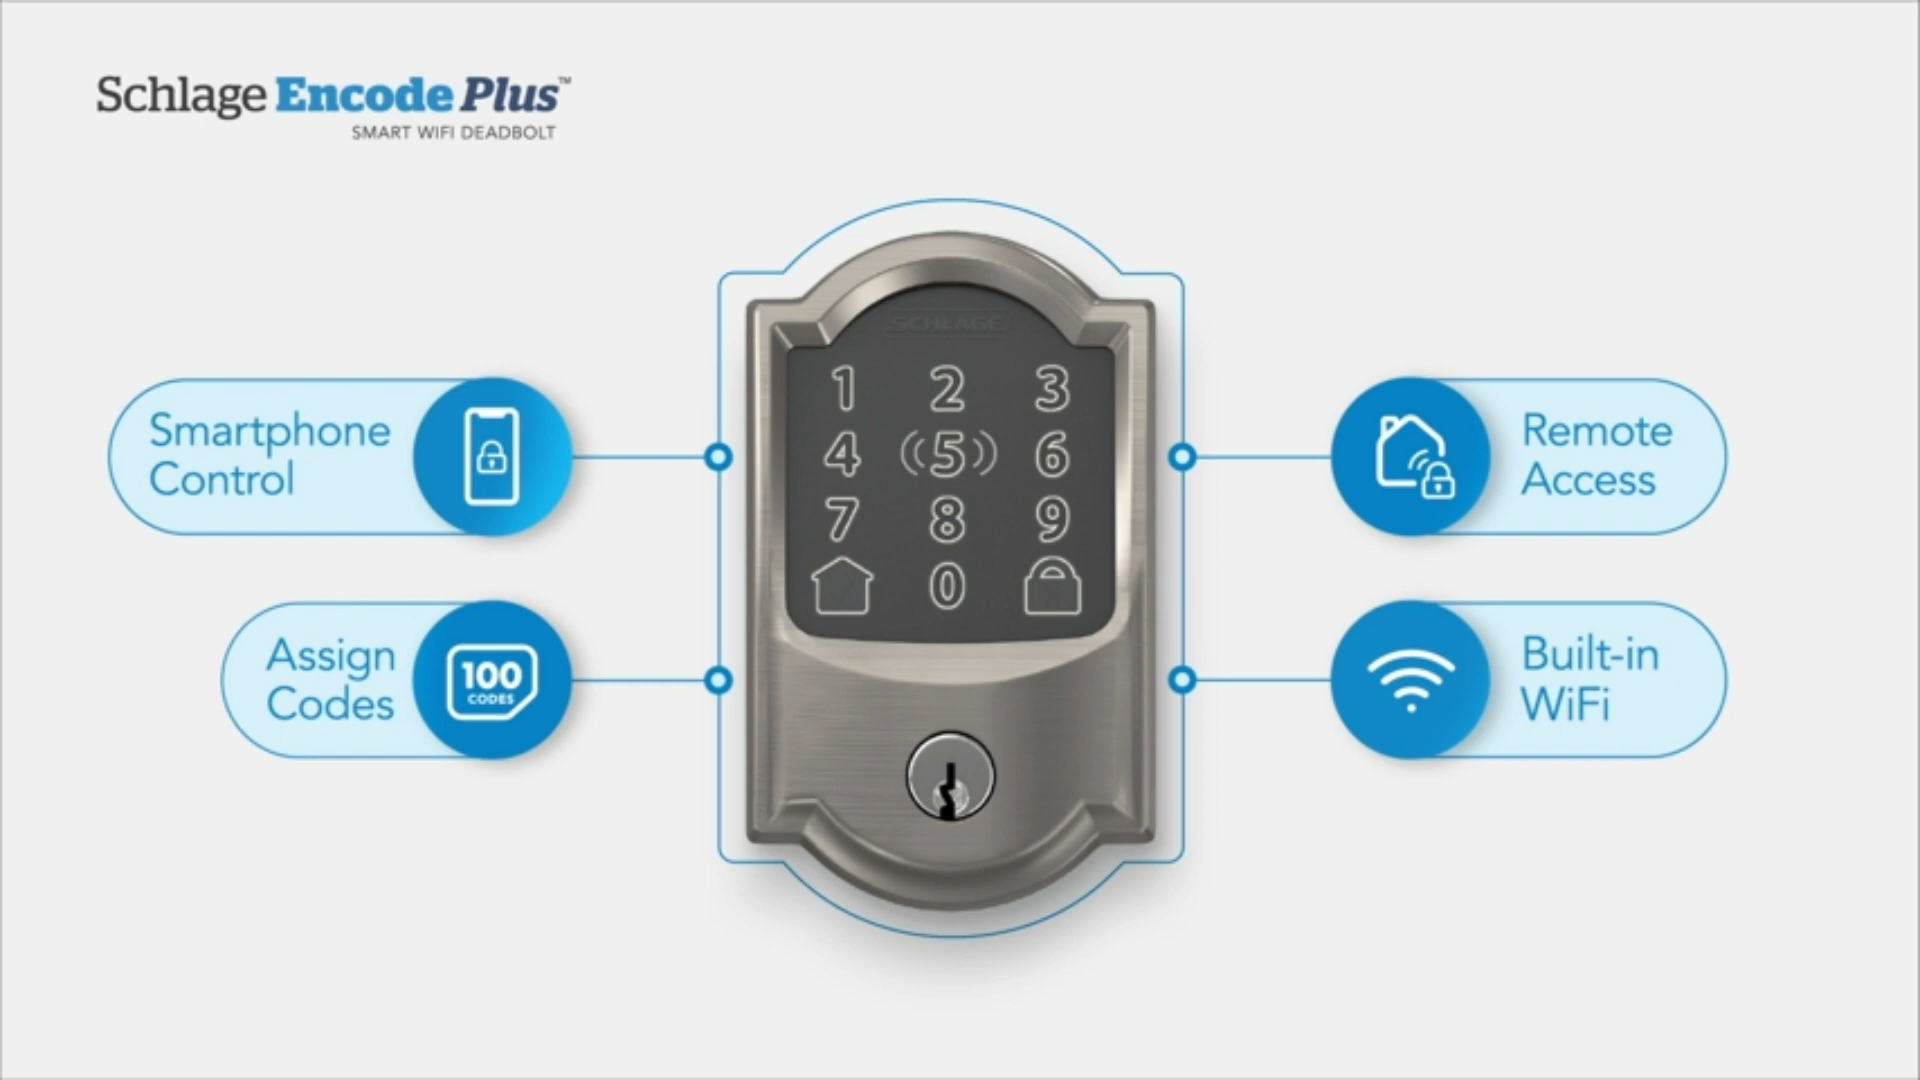 Schlage Encode Plus™
SMART WIFI DEADBOLT
SCHLAGE
1 2 3
4 ((5)) 6
7 8 9
0
Smartphone
Control
Assign
Codes
100
CODES
Remote
Access
Built-in
WiFi